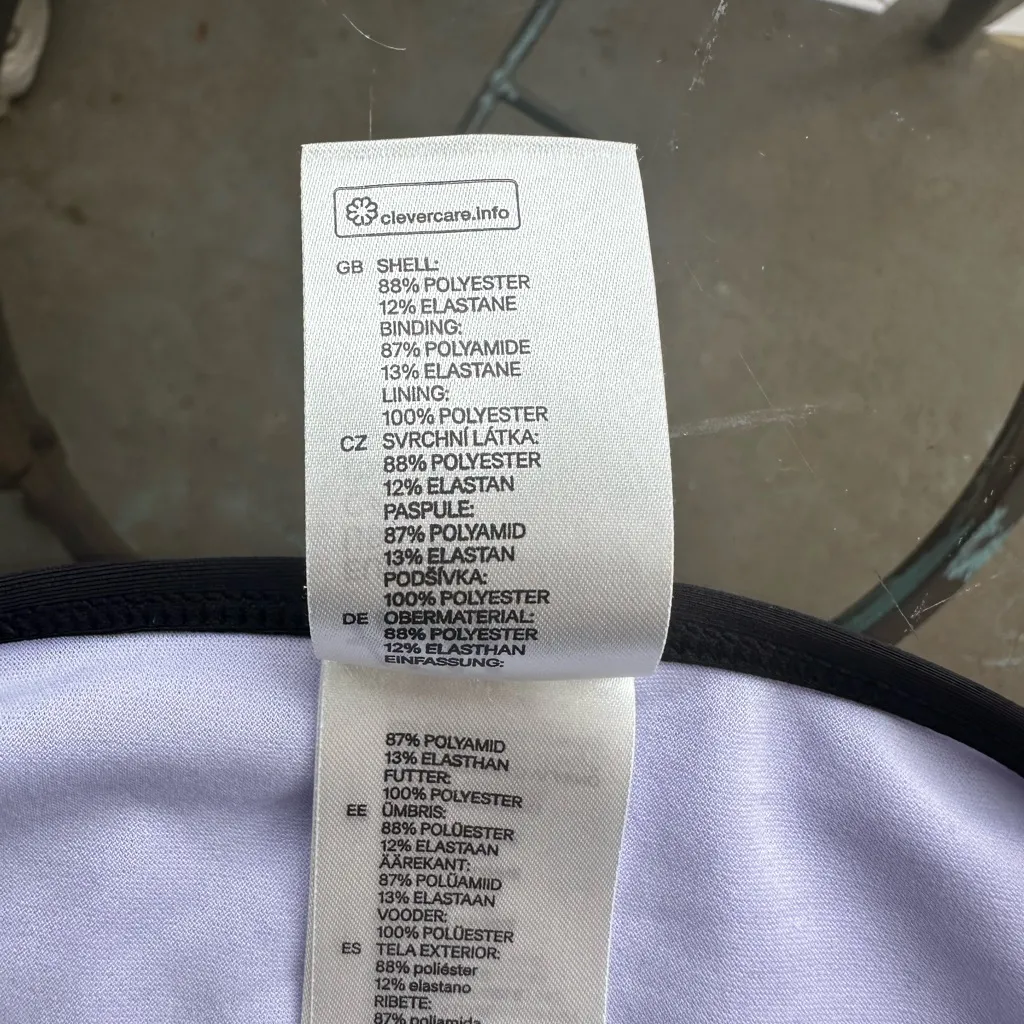 clevercare.info
GB SHELL:
88% POLYESTER
12% ELASTANE
BINDING:
87% POLYAMIDE
13% ELASTANE
LINING:
100% POLYESTER
CZ SVRCHNÍ LÁTKA:
88% POLYESTER
12% ELASTAN
PASPULE:
87% POLYAMID
13% ELASTAN
PODŠÍVKA:
100% POLYESTER
DE OBERMATERIAL:
88% POLYESTER
12% ELASTHAN
EINFASSUNG:
87% POLYAMID
13% ELASTHAN
FUTTER:
100% POLYESTER
EE ÜMBRIS:
88% POLÜESTER
12% ELASTAAN
ÄÄREKANT:
87% POLÜAMIID
13% ELASTAAN
VOODER:
100% POLÜESTER
ES TELA EXTERIOR:
88% poliéster
12% elastano
RIBETE:
87% poliamida